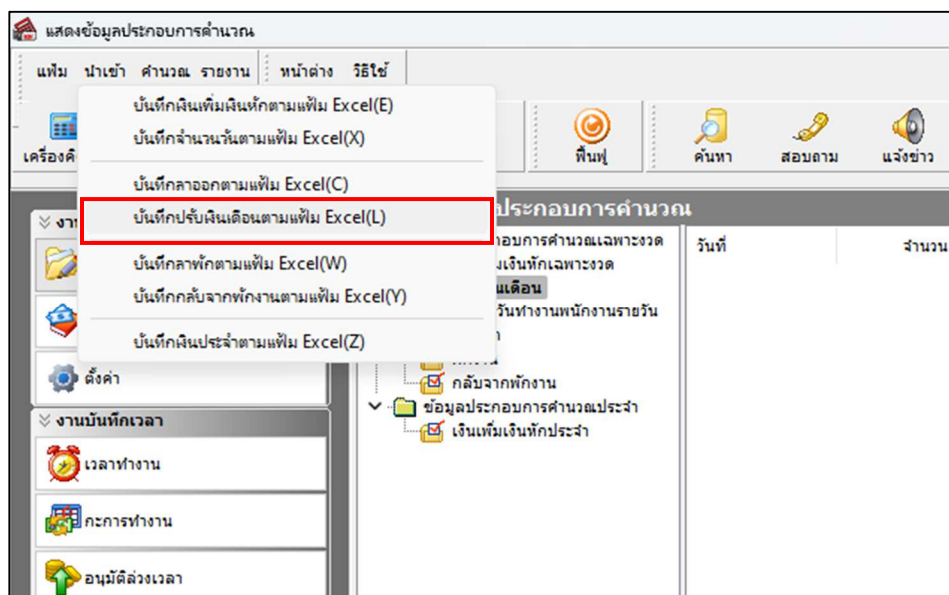 แสดงข้อมูลประกอบการคำนวณ
แฟ้ม นำเข้า คำนวณ รายงาน หน้าต่าง วิธีใช้
บันทึกเงินเพิ่มเงินหักตามแฟ้ม Excel(E)
บันทึกจำนวนวันตามแฟ้ม Excel(X)
บันทึกลาออกตามแฟ้ม Excel(C)
บันทึกปรับเงินเดือนตามแฟ้ม Excel(L)
บันทึกลาพักตามแฟ้ม Excel(W)
บันทึกกลับจากพักงานตามแฟ้ม Excel(Y)
บันทึกเงินประจำตามแฟ้ม Excel(Z)
ฟื้นฟู ค้นหา สอบถาม แจ้งข่าว
ประกอบการคำนวณ
อบการคำนวณเฉพาะงวด
มเงินหักเฉพาะงวด
นเดือน
วันทำงานพนักงานรายวัน
กลับจากพักงาน
ข้อมูลประกอบการคำนวณประจำ
เงินเพิ่มเงินหักประจำ
วันที่ จำนวน
ตั้งค่า
งานบันทึกเวลา
เวลาทำงาน
กะการทำงาน
อนุมัติล่วงเวลา